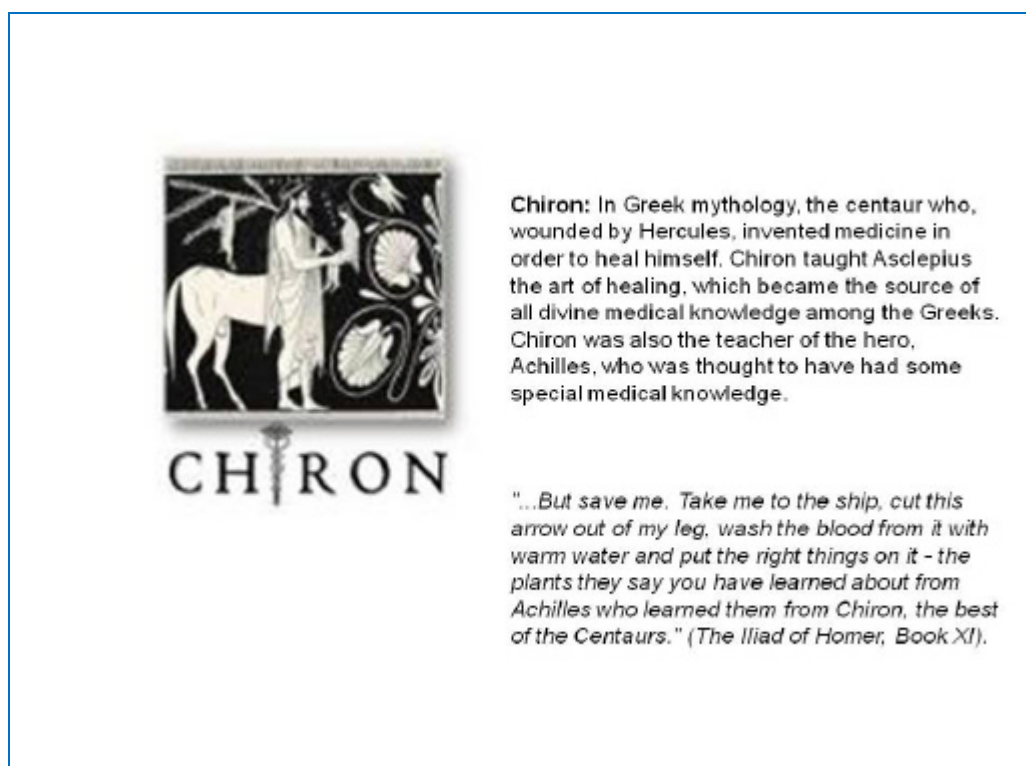 CHIRON
Chiron: In Greek mythology, the centaur who,
wounded by Hercules, invented medicine in
order to heal himself. Chiron taught Asclepius
the art of healing, which became the source of
all divine medical knowledge among the Greeks.
Chiron was also the teacher of the hero,
Achilles, who was thought to have had some
special medical knowledge.
"...But save me. Take me to the ship, cut this
arrow out of my leg, wash the blood from it with
warm water and put the right things on it - the
plants they say you have learned about from
Achilles who learned them from Chiron, the best
of the Centaurs." (The Iliad of Homer, Book XI).